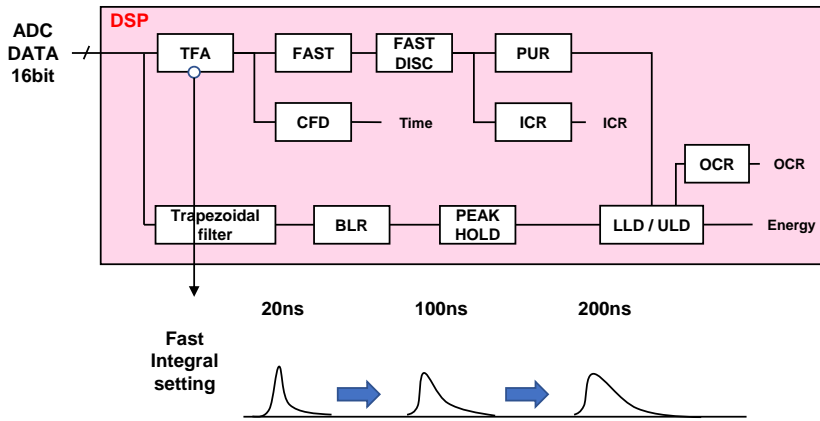 DSP
ADC
DATA
16bit
TFA
FAST
FAST
DISC
PUR
CFD
Time
ICR
ICR
OCR
OCR
Trapezoidal
filter
BLR
PEAK
HOLD
LLD / ULD
Energy
20ns
100ns
200ns
Fast
Integral
setting